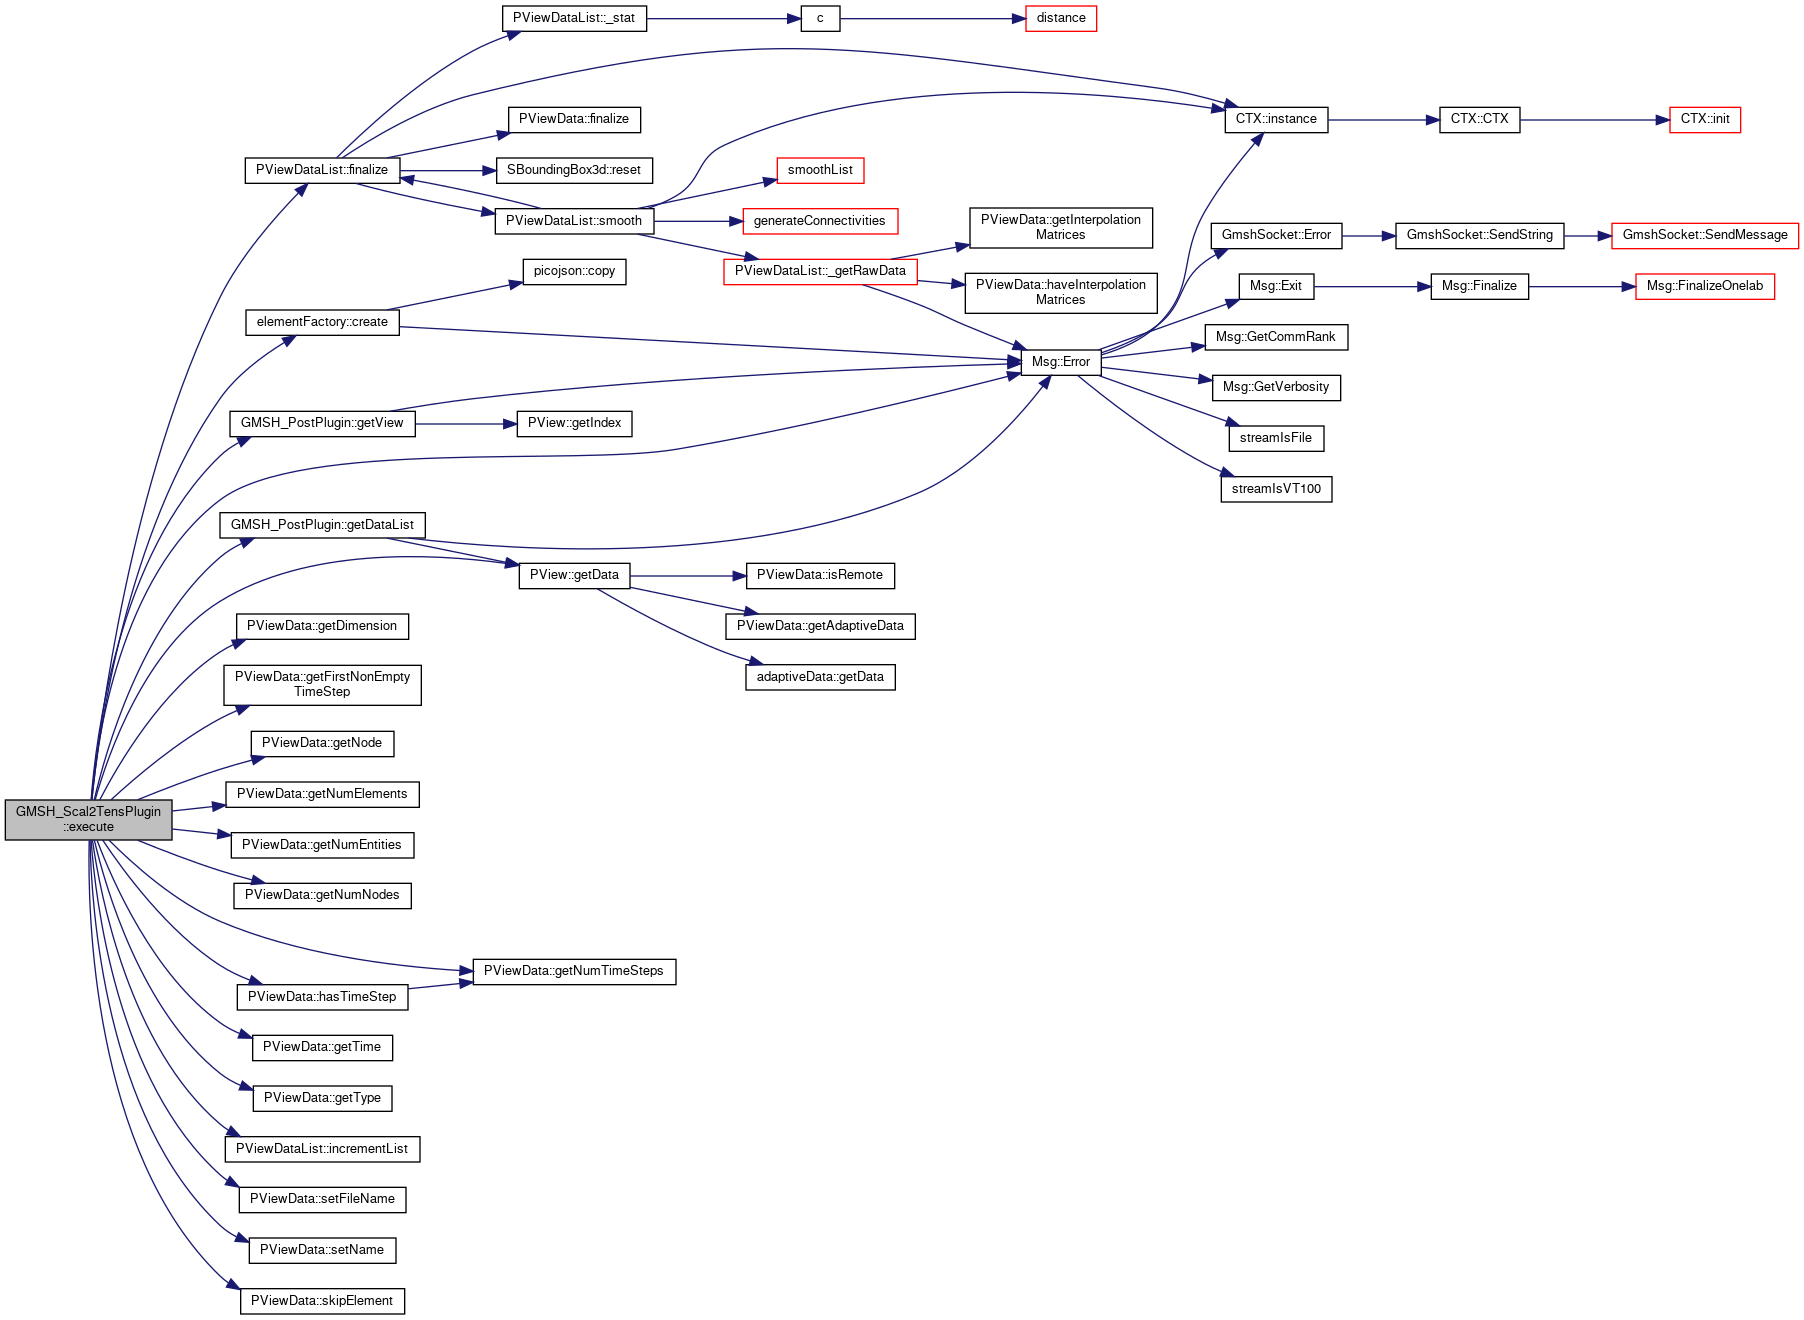 PViewDataList::_stat
c
distance
PViewData::finalize
CTX::instance
CTX::CTX
CTX::init
PViewDataList::finalize
SBoundingBox3d::reset
smoothList
PViewDataList::smooth
generateConnectivities
PViewData::getInterpolation
Matrices
GmshSocket::Error
GmshSocket::SendString
GmshSocket::SendMessage
picojson::copy
PViewDataList::_getRawData
PViewData::haveInterpolation
Matrices
Msg::Exit
Msg::Finalize
Msg::FinalizeOnelab
elementFactory::create
Msg::GetCommRank
Msg::Error
Msg::GetVerbosity
GMSH_PostPlugin::getView
PView::getIndex
streamIsFile
streamIsVT100
GMSH_PostPlugin::getDataList
PView::getData
PViewData::isRemote
PViewData::getDimension
PViewData::getAdaptiveData
PViewData::getFirstNonEmpty
TimeStep
adaptiveData::getData
PViewData::getNode
PViewData::getNumElements
GMSH_Scal2TensPlugin
::execute
PViewData::getNumEntities
PViewData::getNumNodes
PViewData::getNumTimeSteps
PViewData::hasTimeStep
PViewData::getTime
PViewData::getType
PViewDataList::incrementList
PViewData::setFileName
PViewData::setName
PViewData::skipElement